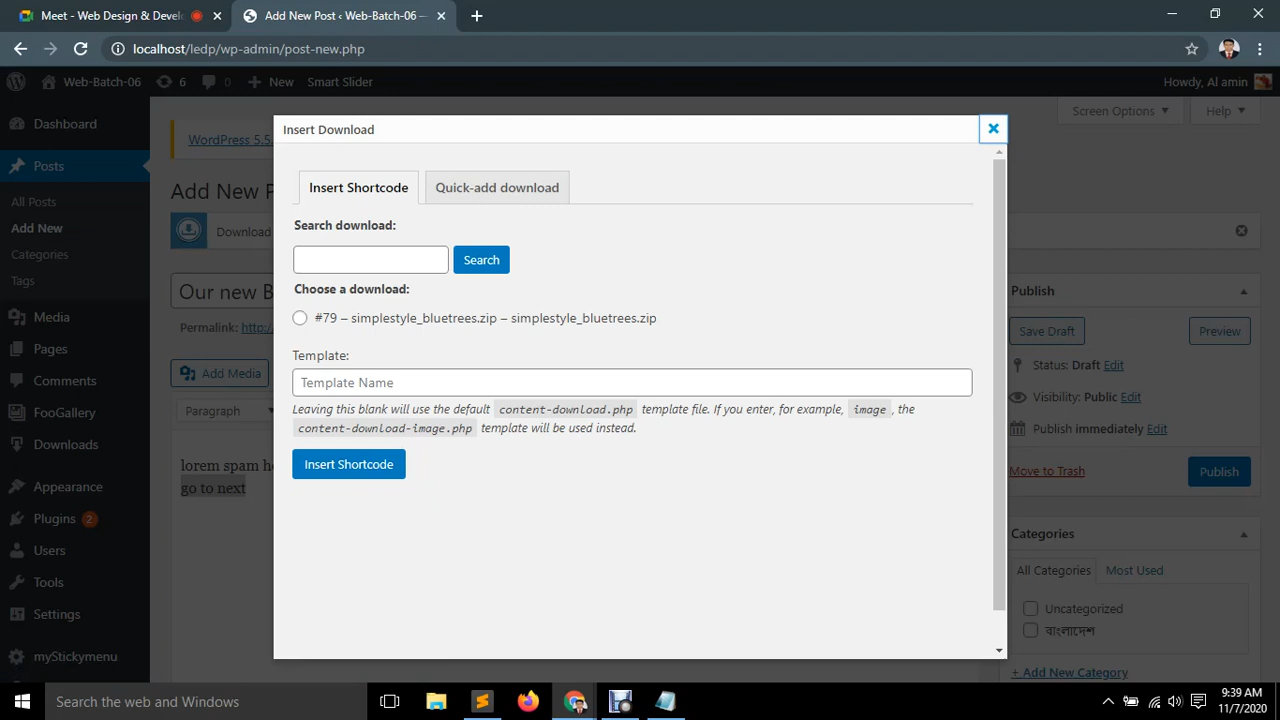 Meet - Web Design & Develo
Add New Post ‹ Web-Batch-06 —
localhost/ledp/wp-admin/post-new.php
Web-Batch-06
6
0
New
Smart Slider
Howdy, Al amin
Dashboard
Posts
All Posts
Add New
Categories
Tags
Media
Pages
Comments
FooGallery
Downloads
Appearance
Plugins 2
Users
Tools
Settings
myStickymenu
Screen Options
Help
WordPress 5.5.
Add New P
Download
Our new B
Permalink: http:/
Add Media
Paragraph
lorem spam he
go to next
Insert Download
Insert Shortcode
Quick-add download
Search download:
Search
Choose a download:
#79 – simplestyle_bluetrees.zip – simplestyle_bluetrees.zip
Template:
Template Name
Leaving this blank will use the default content-download.php template file. If you enter, for example, image , the
content-download-image.php template will be used instead.
Insert Shortcode
Publish
Save Draft
Preview
Status: Draft Edit
Visibility: Public Edit
Publish immediately Edit
Move to Trash
Publish
Categories
All Categories
Most Used
Uncategorized
বাংলাদেশ
+ Add New Category
Search the web and Windows
9:39 AM
11/7/2020